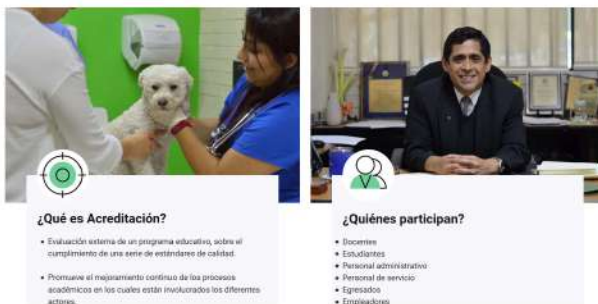 ¿Qué es Acreditación?
• Evaluación externa de un programa educativo, sobre el
cumplimiento de una serie de estándares de calidad.
• Promueve el mejoramiento continuo de los procesos
académicos en los cuales están involucrados los diferentes
actores.
¿Quiénes participan?
• Docentes
• Estudiantes
• Personal administrativo
• Personal de servicio
• Egresados
• Empleadores